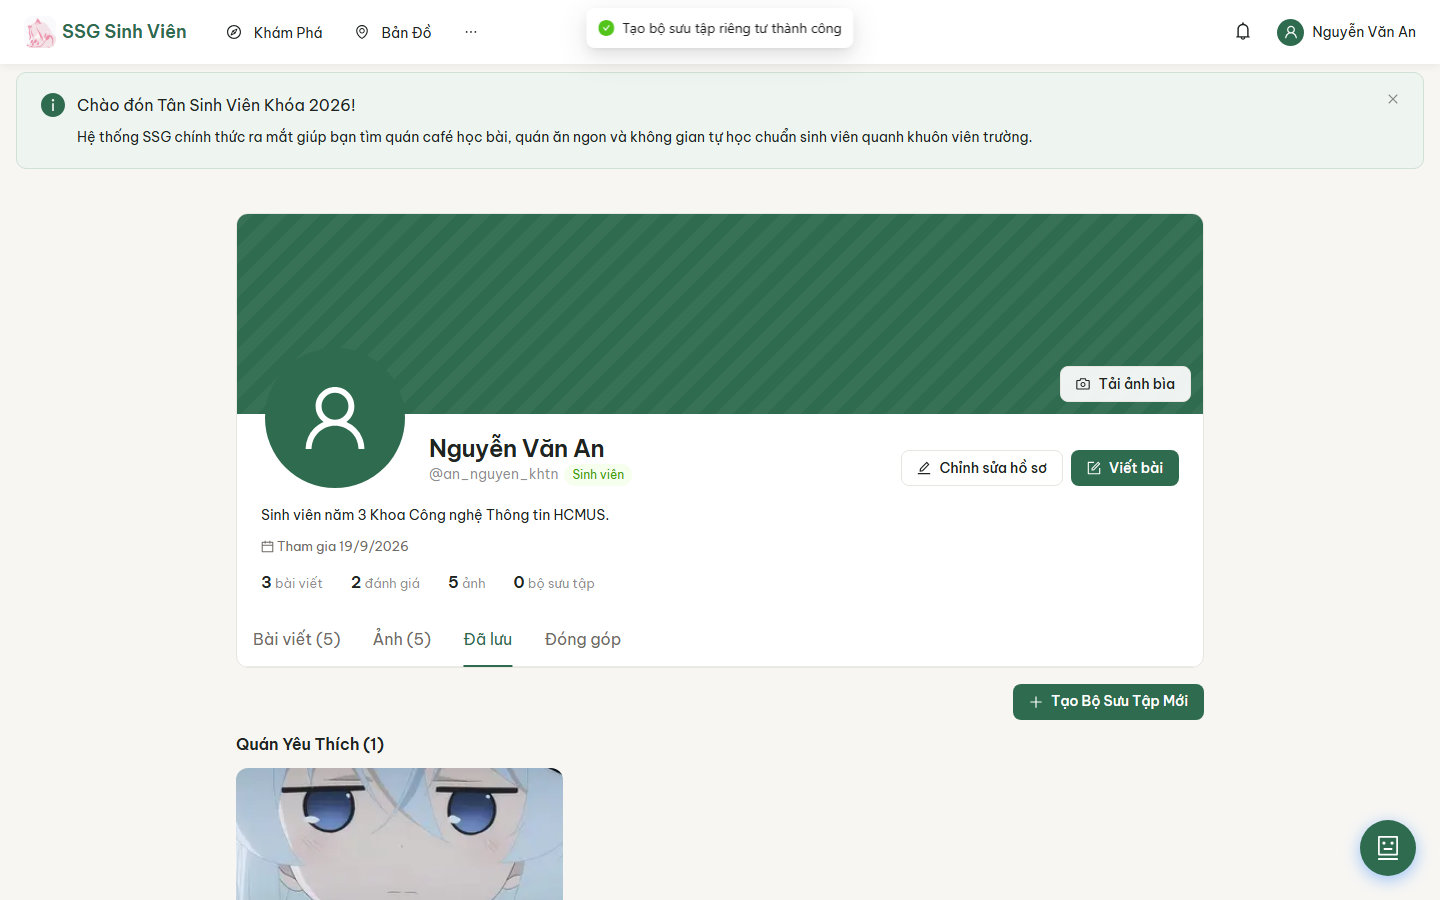 SSG Sinh Viên
Khám Phá
Bản Đồ
···
Tạo bộ sưu tập riêng tư thành công
Nguyễn Văn An
Chào đón Tân Sinh Viên Khóa 2026!
Hệ thống SSG chính thức ra mắt giúp bạn tìm quán café học bài, quán ăn ngon và không gian tự học chuẩn sinh viên quanh khuôn viên trường.
Tải ảnh bìa
Nguyễn Văn An
@an_nguyen_khtn Sinh viên
Chỉnh sửa hồ sơ
Viết bài
Sinh viên năm 3 Khoa Công nghệ Thông tin HCMUS.
Tham gia 19/9/2026
3 bài viết 2 đánh giá 5 ảnh 0 bộ sưu tập
Bài viết (5) Ảnh (5) Đã lưu Đóng góp
Tạo Bộ Sưu Tập Mới
Quán Yêu Thích (1)